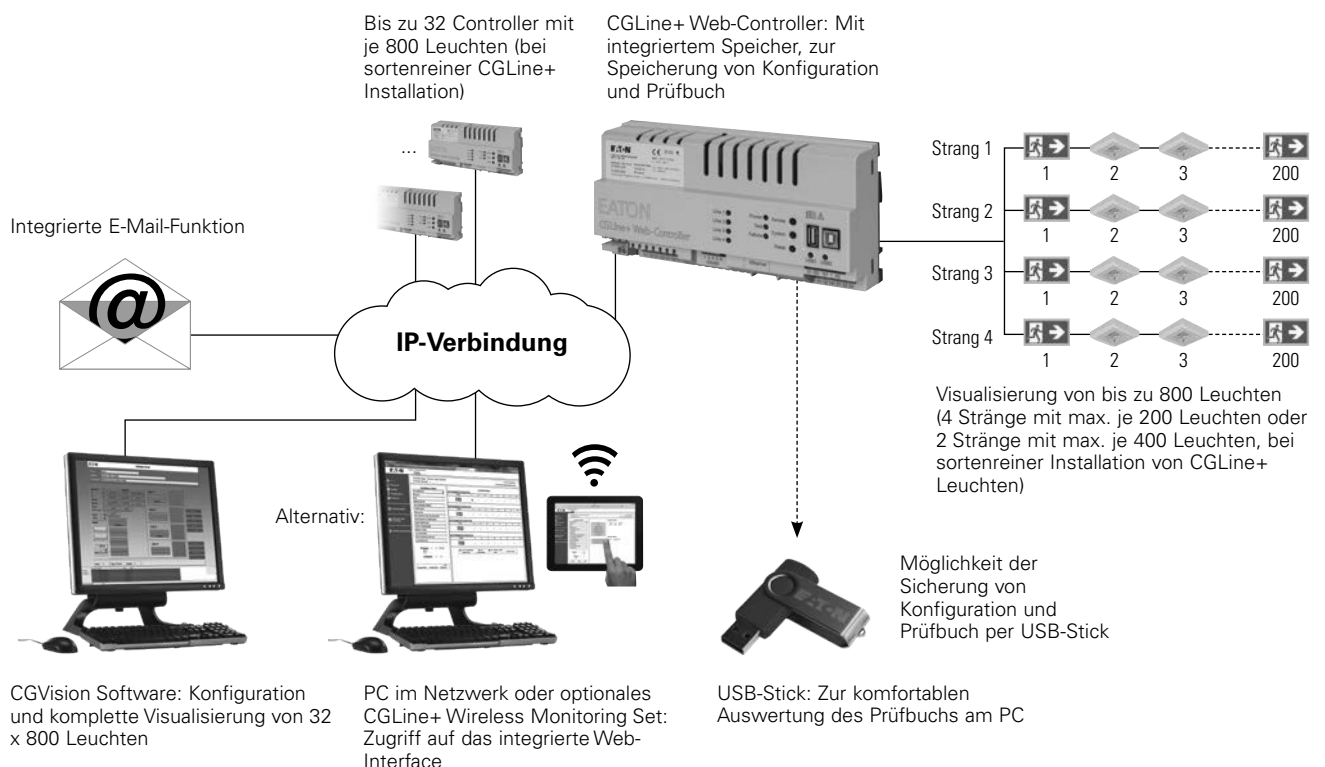 Bis zu 32 Controller mit
je 800 Leuchten (bei
sortenreiner CGLine+
Installation)
CGLine+ Web-Controller: Mit
integriertem Speicher, zur
Speicherung von Konfiguration
und Prüfbuch
...
EATON
EATON
CGLine+ Web-Controller
Strang 1
1
2
3
200
Strang 2
1
2
3
200
Strang 3
1
2
3
200
Strang 4
1
2
3
200
Integrierte E-Mail-Funktion
@
IP-Verbindung
Visualisierung von bis zu 800 Leuchten
(4 Stränge mit max. je 200 Leuchten oder
2 Stränge mit max. je 400 Leuchten, bei
sortenreiner Installation von CGLine+
Leuchten)
Alternativ:
EATON
Möglichkeit der
Sicherung von
Konfiguration und
Prüfbuch per USB-Stick
CGVision Software: Konfiguration
und komplette Visualisierung von 32
x 800 Leuchten
PC im Netzwerk oder optionales
CGLine+ Wireless Monitoring Set:
Zugriff auf das integrierte Web-
Interface
USB-Stick: Zur komfortablen
Auswertung des Prüfbuchs am PC